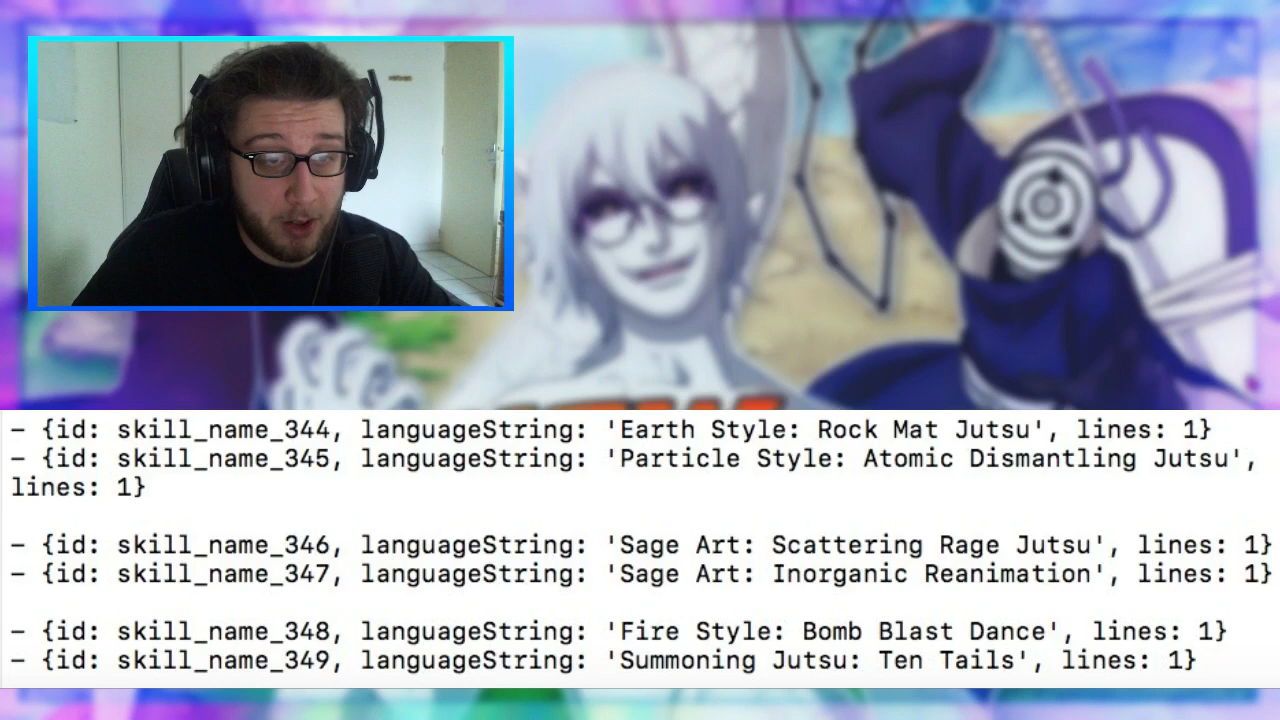 – {id: skill_name_344, languageString: 'Earth Style: Rock Mat Jutsu', lines: 1}
– {id: skill_name_345, languageString: 'Particle Style: Atomic Dismantling Jutsu',
lines: 1}
– {id: skill_name_346, languageString: 'Sage Art: Scattering Rage Jutsu', lines: 1}
– {id: skill_name_347, languageString: 'Sage Art: Inorganic Reanimation', lines: 1}
– {id: skill_name_348, languageString: 'Fire Style: Bomb Blast Dance', lines: 1}
– {id: skill_name_349, languageString: 'Summoning Jutsu: Ten Tails', lines: 1}